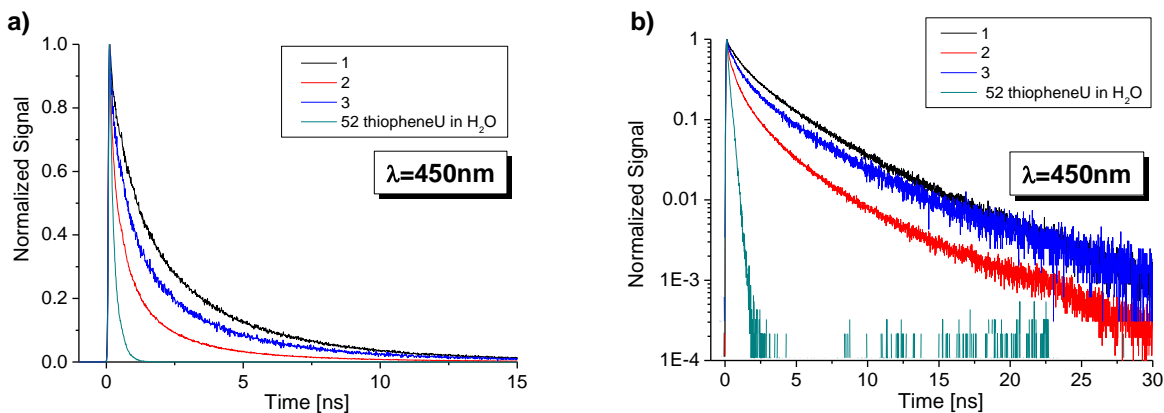 a)
1.0
0.8
0.6
0.4
0.2
0.0
Normalized Signal
0
5
10
15
Time [ns]
1
2
3
52 thiopheneU in H₂O
λ=450nm
b)
1
0.1
0.01
1E-3
1E-4
Normalized Signal
0
5
10
15
20
25
30
Time [ns]
1
2
3
52 thiopheneU in H₂O
λ=450nm